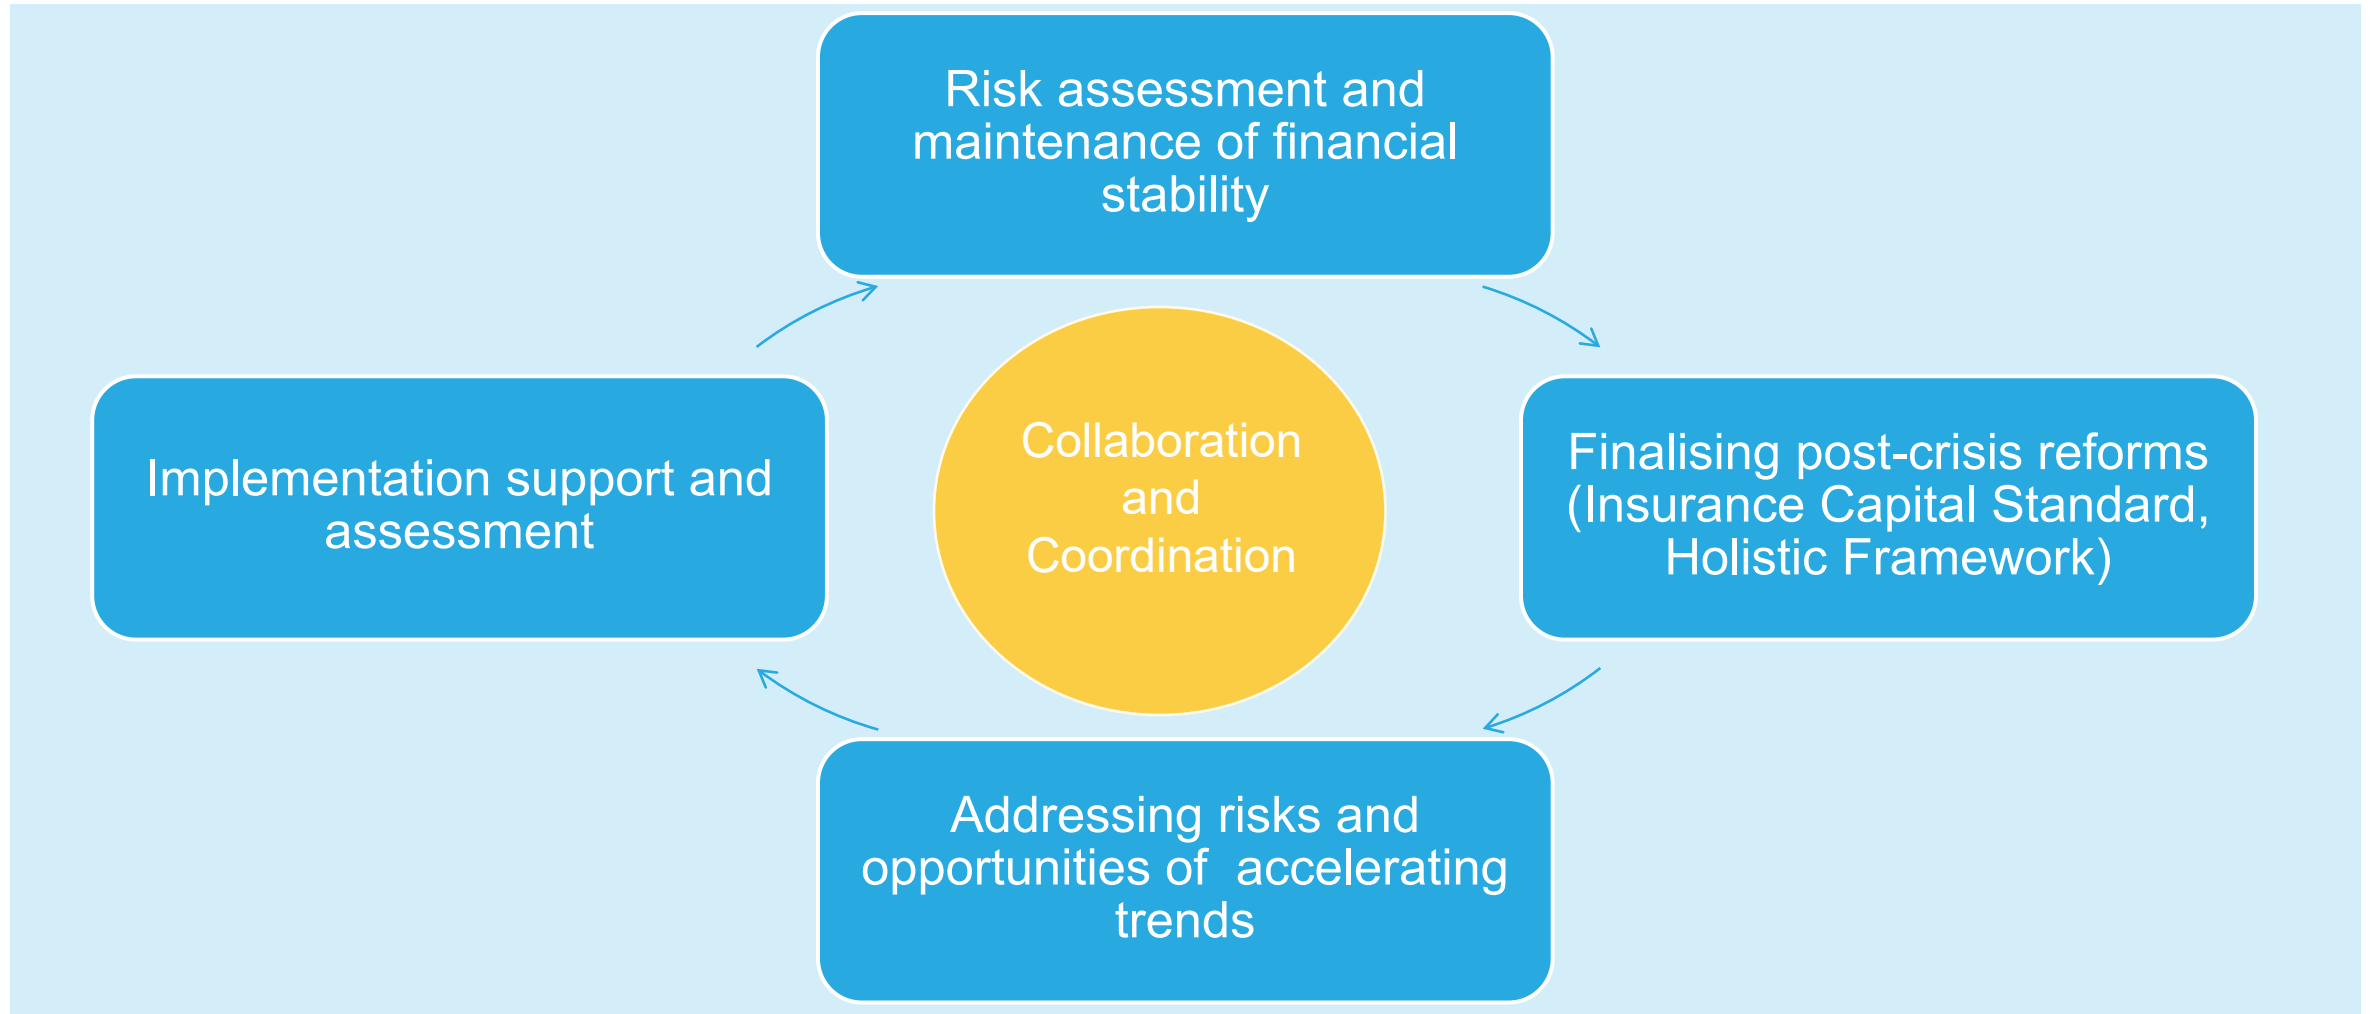 Risk assessment and
maintenance of financial
stability
Collaboration
and
Coordination
Implementation support and
assessment
Finalising post-crisis reforms
(Insurance Capital Standard,
Holistic Framework)
Addressing risks and
opportunities of  accelerating
trends